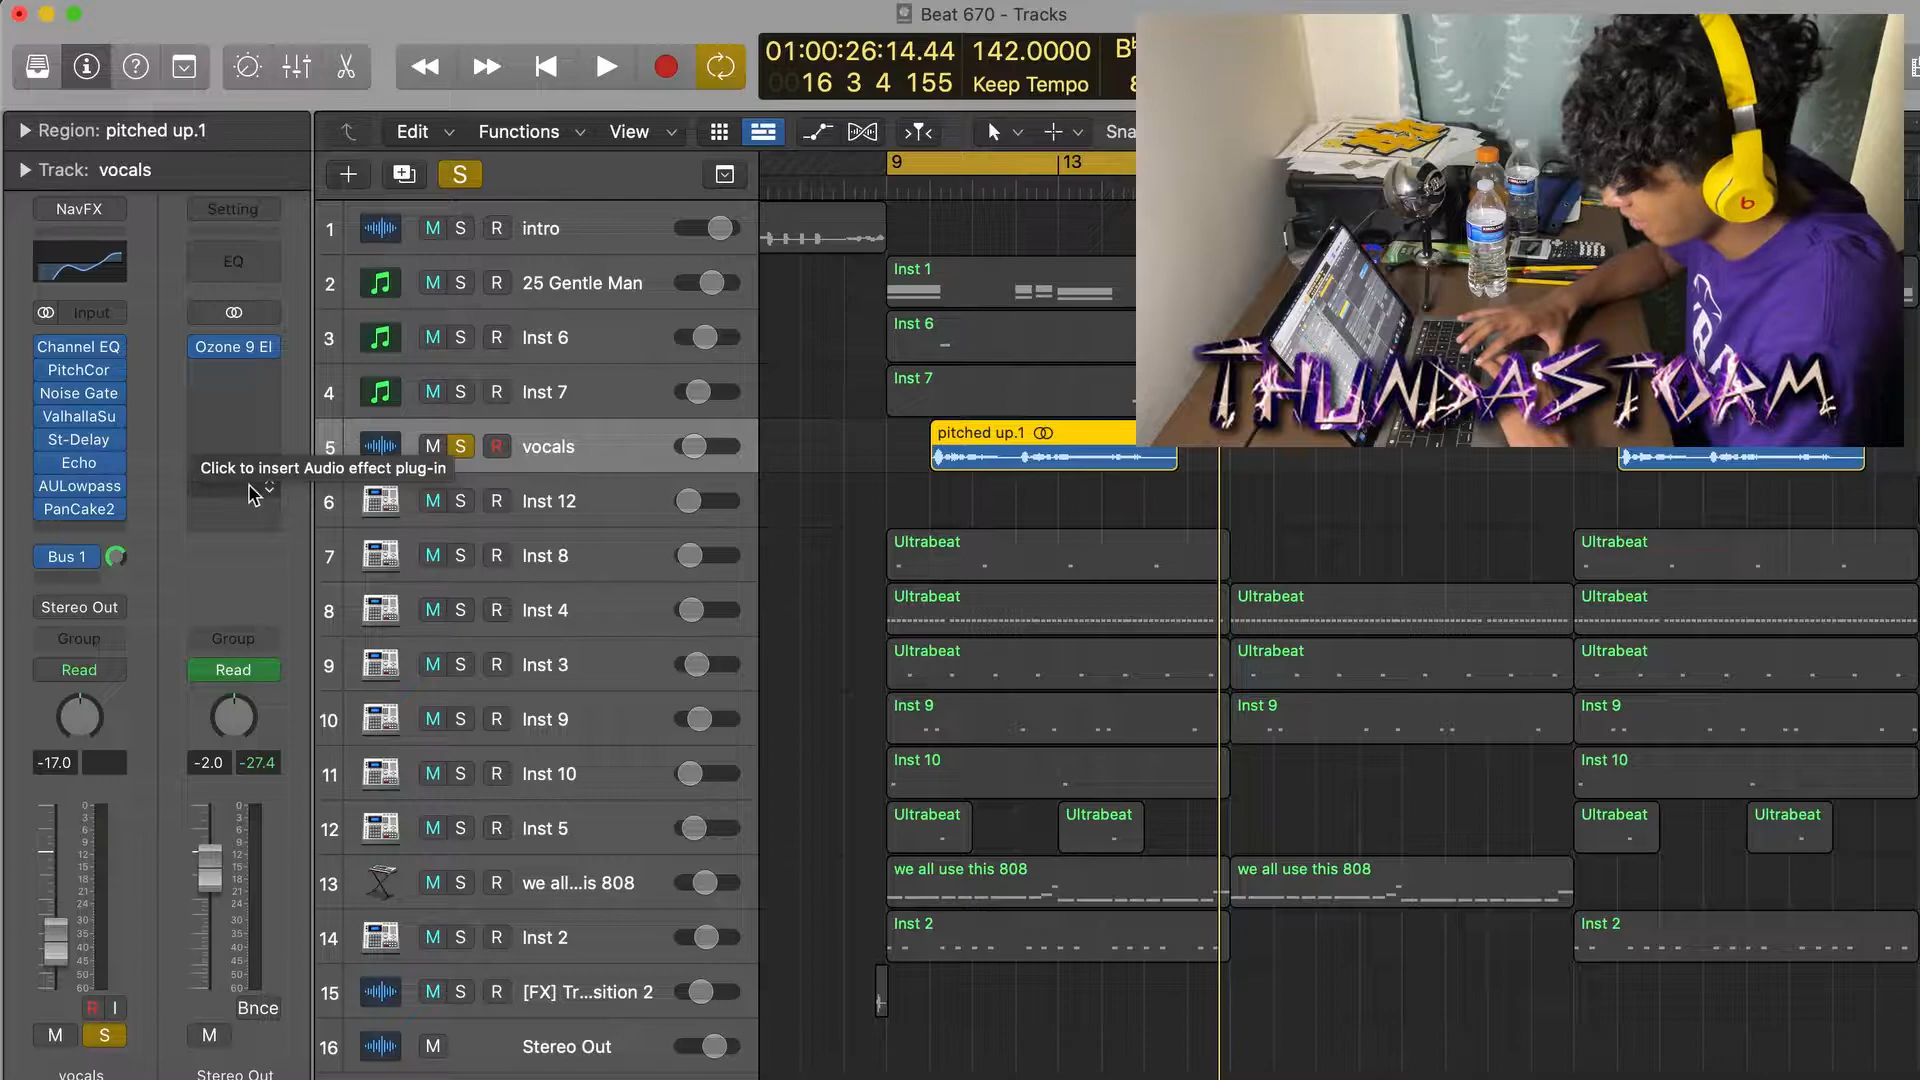 Beat 670 - Tracks
01:00:26:14.44
142.0000
0016 3 4 155
Keep Tempo
Region: pitched up.1
Track: vocals
Edit
Functions
View
S
9
13
NavFX
Setting
EQ
Input
Channel EQ
Ozone 9 El
PitchCor
Noise Gate
ValhallaSu
St-Delay
Echo
AULowpass
PanCake2
Click to insert Audio effect plug-in
Bus 1
Stereo Out
Group
Group
Read
Read
-17.0
-2.0
-27.4
R I
Bnce
M S
M
vocals
Stereo Out
1 M S R intro
2 M S R 25 Gentle Man
Inst 1
3 M S R Inst 6
Inst 6
4 M S R Inst 7
Inst 7
5 M S R vocals
pitched up.1
6 M S R Inst 12
7 M S R Inst 8
Ultrabeat
Ultrabeat
8 M S R Inst 4
Ultrabeat
Ultrabeat
Ultrabeat
9 M S R Inst 3
Ultrabeat
Ultrabeat
Ultrabeat
10 M S R Inst 9
Inst 9
Inst 9
Inst 9
11 M S R Inst 10
Inst 10
Inst 10
12 M S R Inst 5
Ultrabeat
Ultrabeat
Ultrabeat
Ultrabeat
13 M S R we all...is 808
we all use this 808
we all use this 808
14 M S R Inst 2
Inst 2
Inst 2
15 M S R [FX] Tr...sition 2
16 M Stereo Out
THUNDASTORM